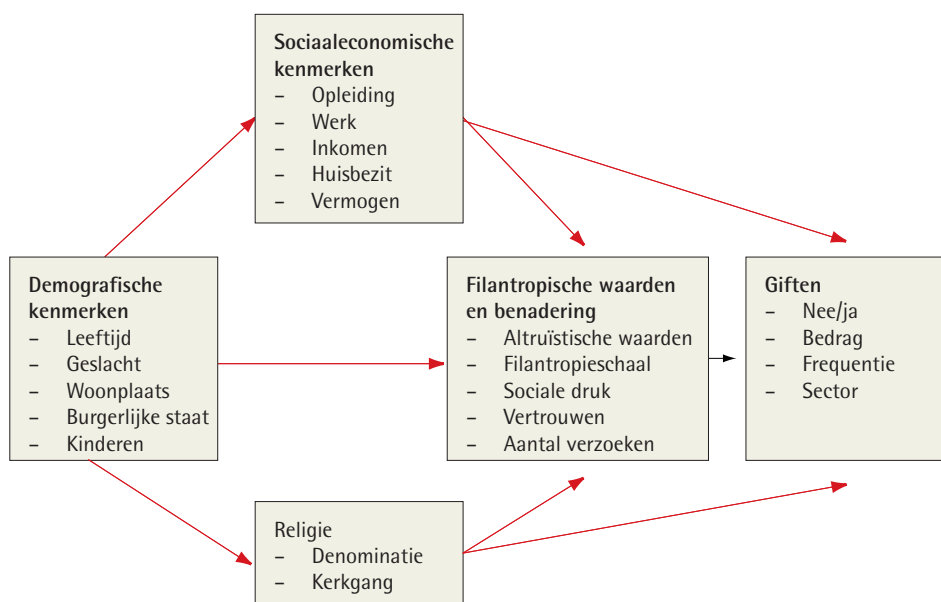 Sociaaleconomische
kenmerken
– Opleiding
– Werk
– Inkomen
– Huisbezit
– Vermogen
Demografische
kenmerken
– Leeftijd
– Geslacht
– Woonplaats
– Burgerlijke staat
– Kinderen
Filantropische waarden
en benadering
– Altruïstische waarden
– Filantropieschaal
– Sociale druk
– Vertrouwen
– Aantal verzoeken
Giften
– Nee/ja
– Bedrag
– Frequentie
– Sector
Religie
– Denominatie
– Kerkgang